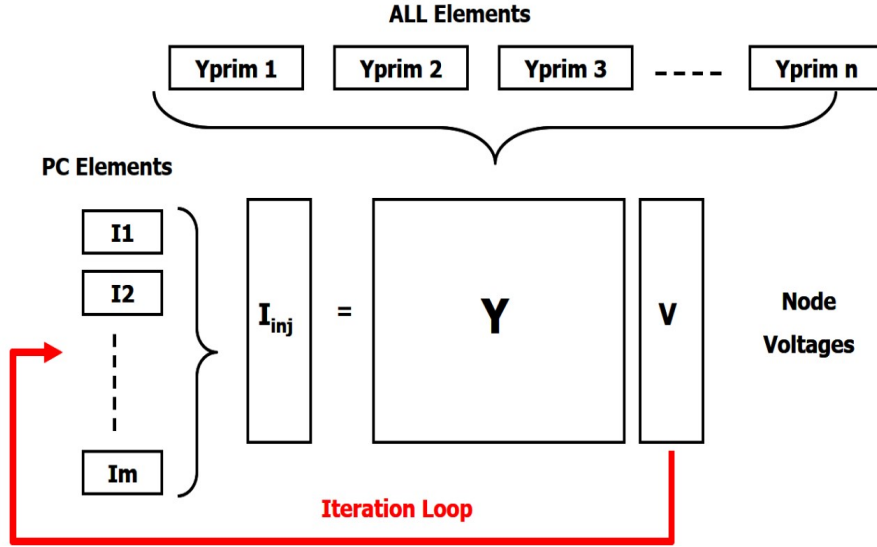 ALL Elements
Yprim 1 Yprim 2 Yprim 3 Yprim n
PC Elements
I1
I2
Im
Iinj = Y V
Node
Voltages
Iteration Loop